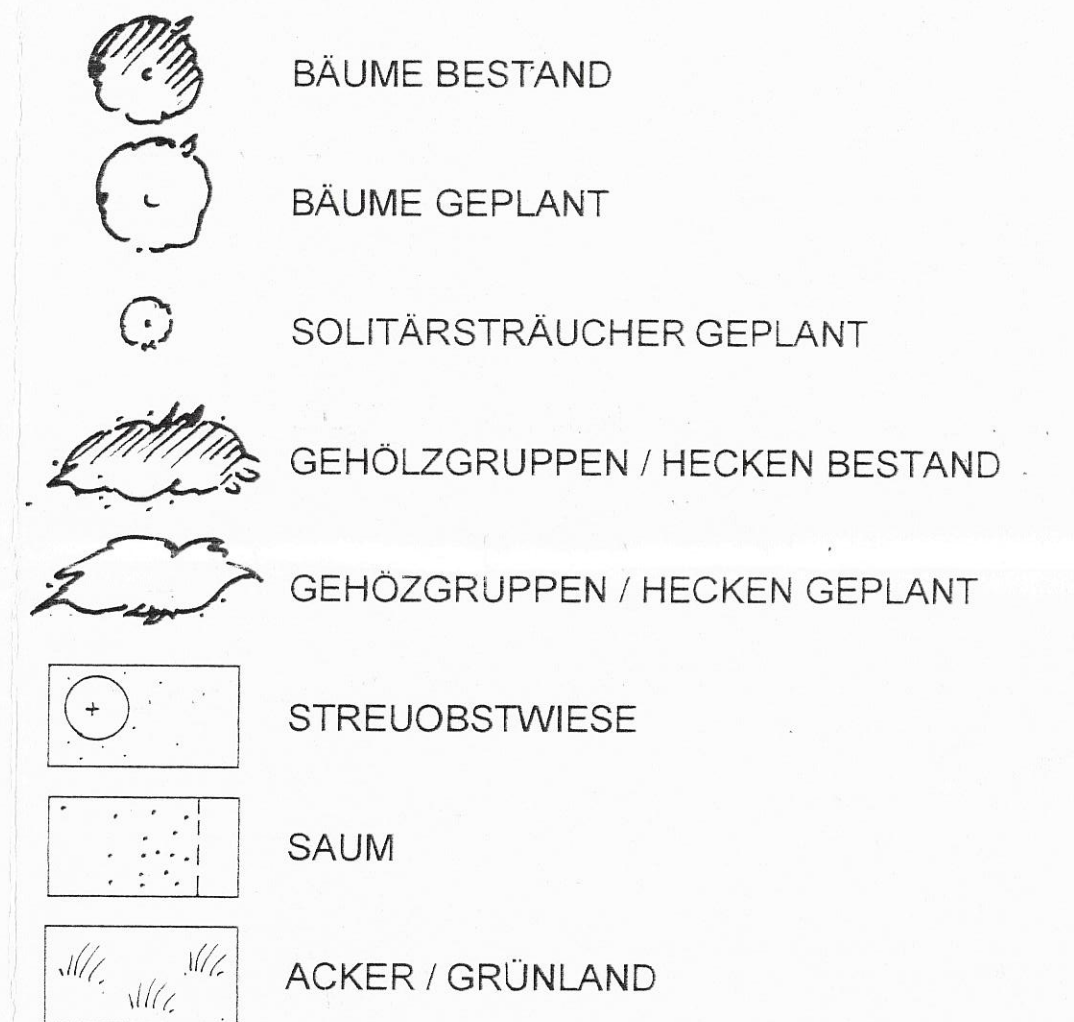 BÄUME BESTAND
BÄUME GEPLANT
SOLITÄRSTRÄUCHER GEPLANT
GEHÖLZGRUPPEN / HECKEN BESTAND
GEHÖZGRUPPEN / HECKEN GEPLANT
STREUOBSTWIESE
SAUM
ACKER / GRÜNLAND